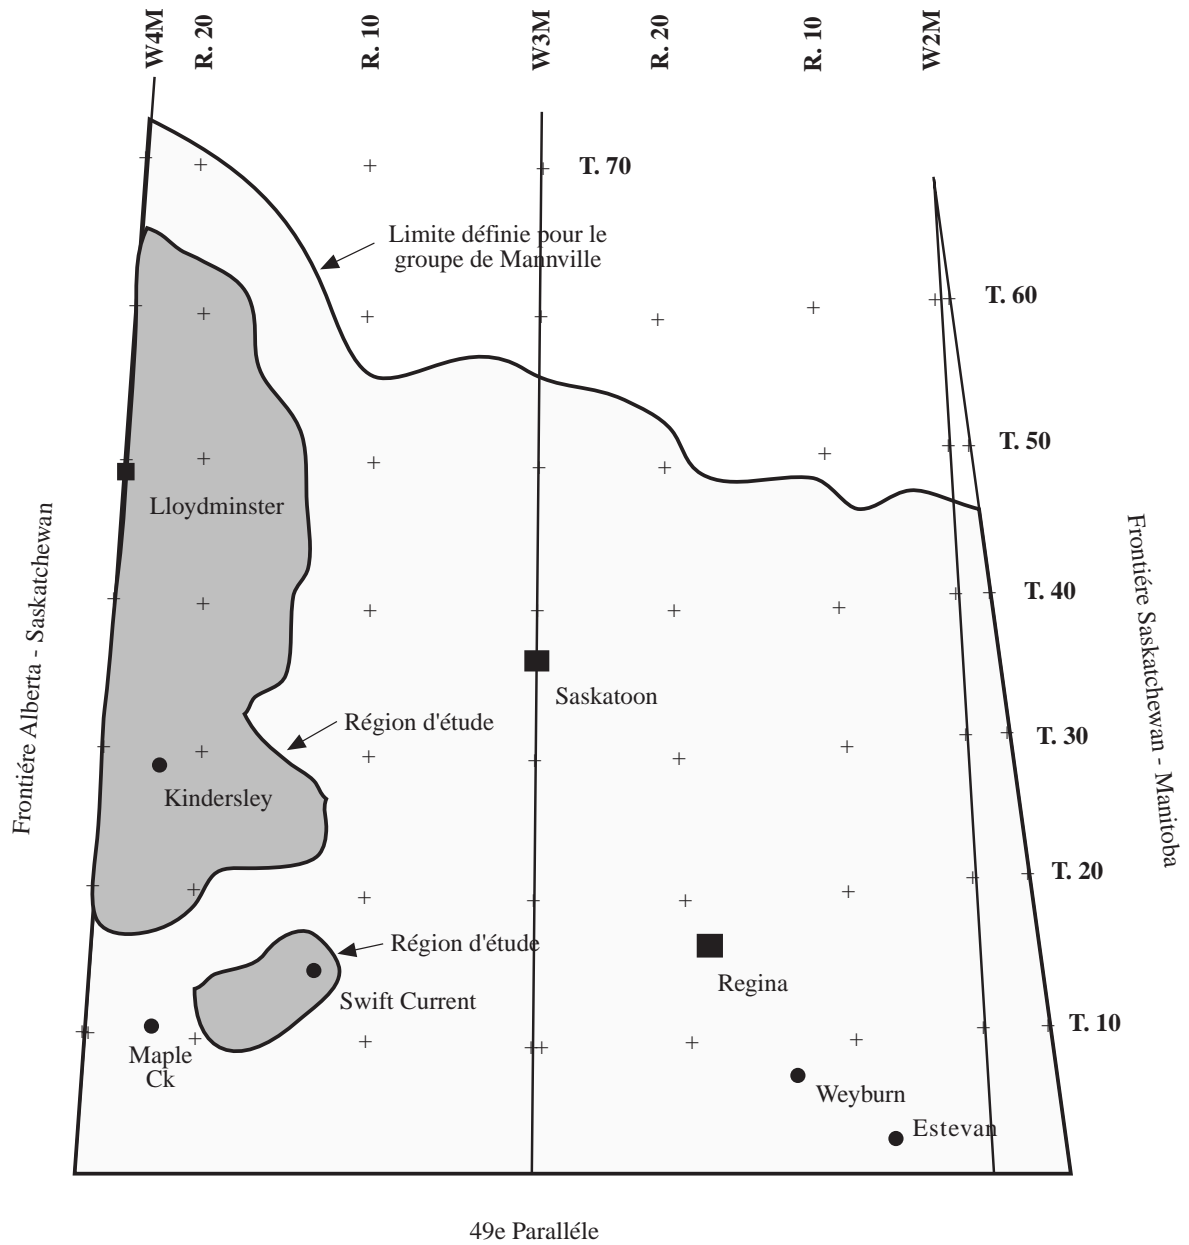 W4M
R. 20
R. 10
W3M
R. 20
R. 10
W2M
T. 70
Limite définie pour le
groupe de Mannville
T. 60
T. 50
Lloydminster
Frontiére Alberta - Saskatchewan
Frontiére Saskatchewan - Manitoba
T. 40
Saskatoon
Région d'étude
T. 30
Kindersley
T. 20
Région d'étude
Regina
Swift Current
T. 10
Maple
Ck
Weyburn
Estevan
49e Paralléle